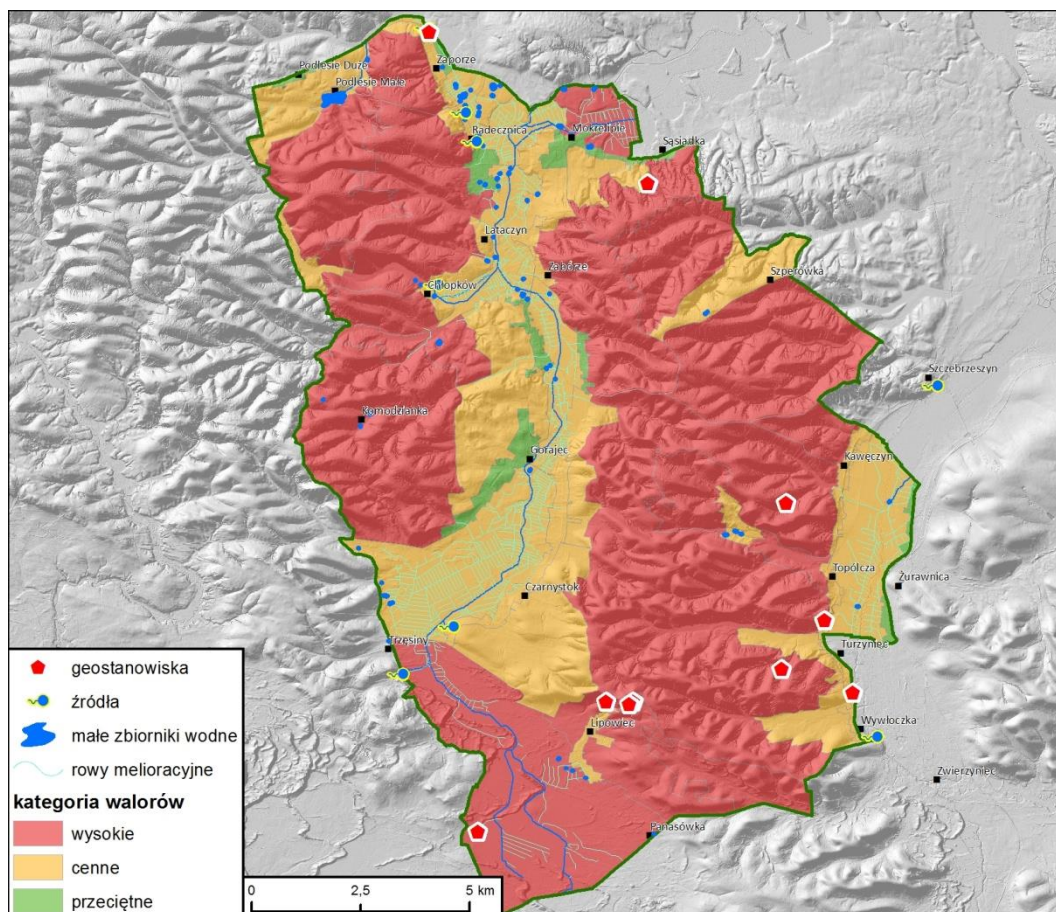 Zaporze
Podlesie Duże
Podlesie Małe
Radecznica
Mokrelipie
Sąsiadka
Latczyn
Zaburze
Szperówka
Chłopków
Szczebrzeszyn
Komodzianka
Gorajec
Kawęczyn
Topólcza
Żurawnica
Czarnystok
Trzęsiny
Turzyniec
Lipowiec
Wywłoczka
Zwierzyniec
Panasówka
geostanowiska
źródła
małe zbiorniki wodne
rowy melioracyjne
kategoria walorów
wysokie
cenne
przeciętne
0 2,5 5 km